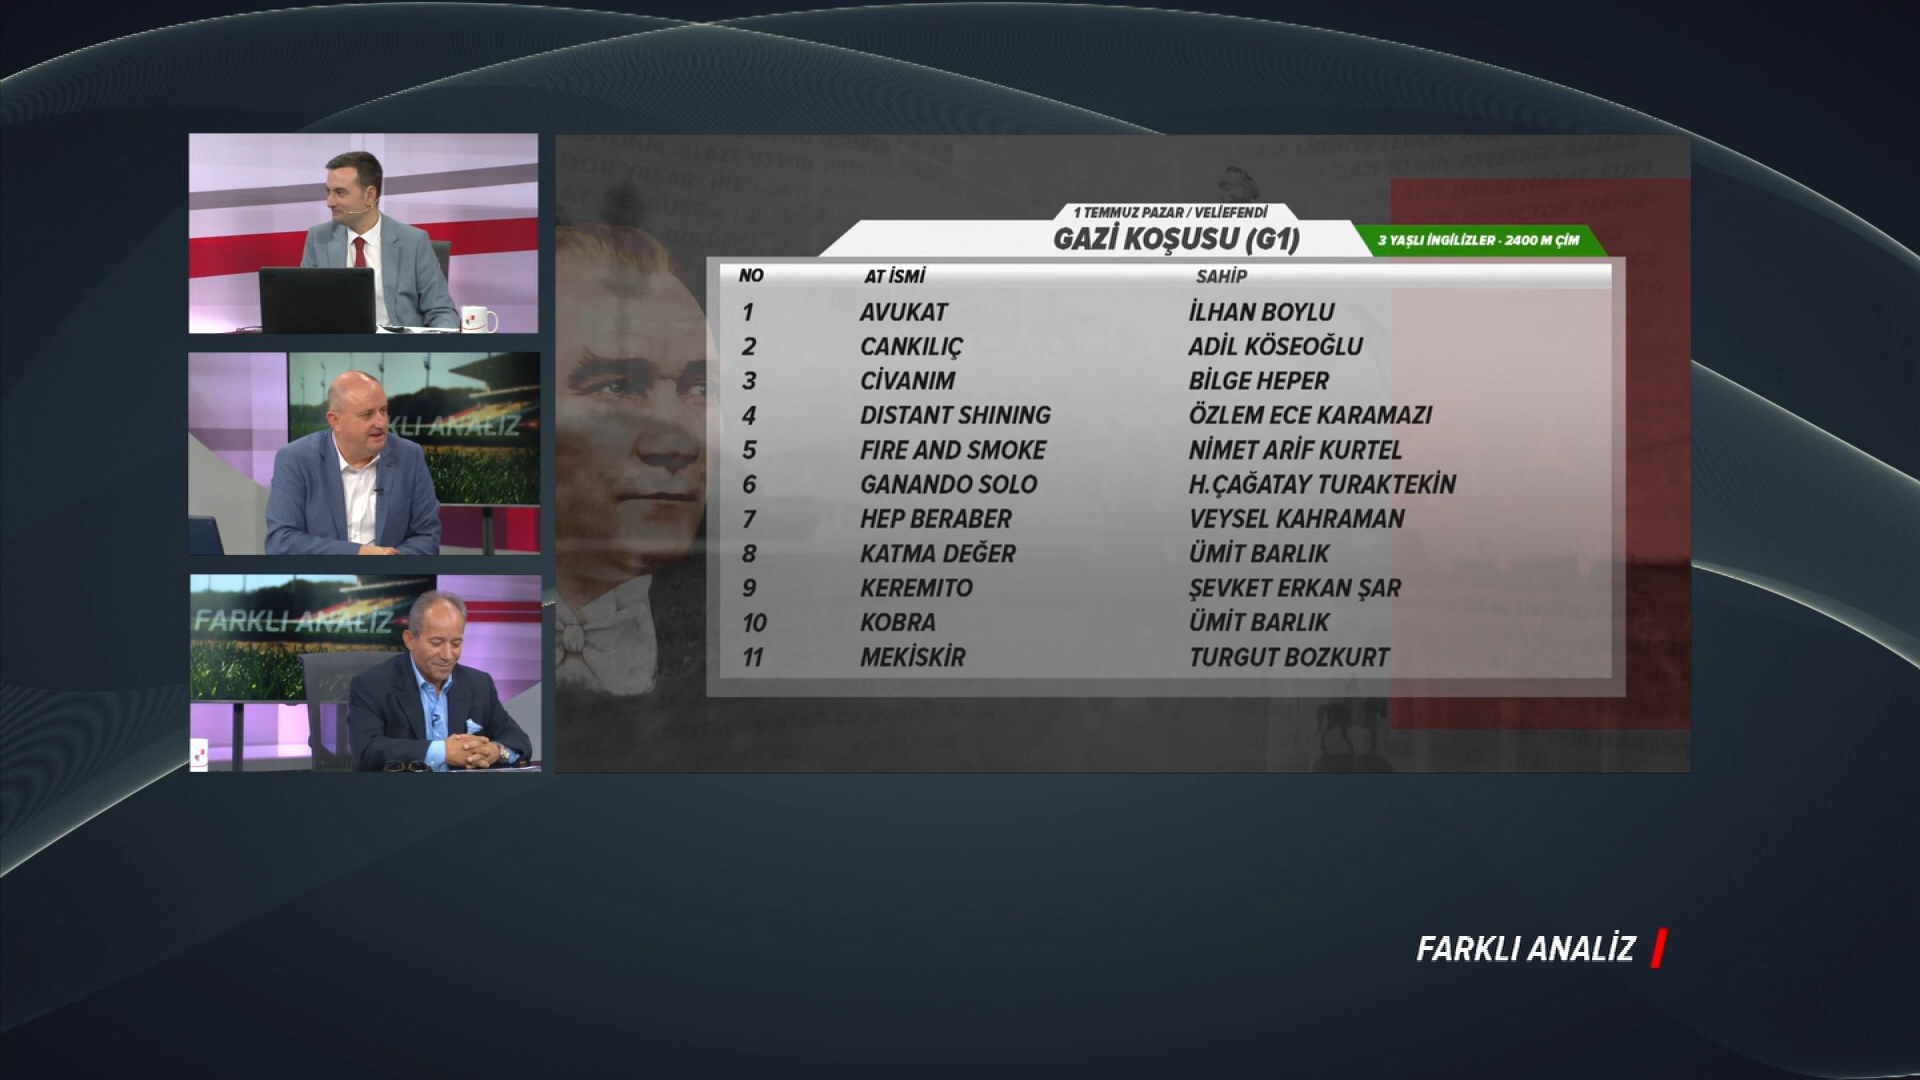 1 TEMMUZ PAZAR / VELİEFENDİ
GAZİ KOŞUSU (G1)
3 YAŞLI İNGİLİZLER - 2400 M ÇİM
NO AT İSMİ SAHİP
1 AVUKAT İLHAN BOYLU
2 CANKILIÇ ADİL KÖSEOĞLU
3 CİVANIM BİLGE HEPER
4 DISTANT SHINING ÖZLEM ECE KARAMAZI
5 FIRE AND SMOKE NİMET ARİF KURTEL
6 GANANDO SOLO H.ÇAĞATAY TURAKTEKİN
7 HEP BERABER VEYSEL KAHRAMAN
8 KATMA DEĞER ÜMİT BARLIK
9 KEREMITO ŞEVKET ERKAN ŞAR
10 KOBRA ÜMİT BARLIK
11 MEKİSKİR TURGUT BOZKURT
KLI ANALİZ
FARKLI ANALİZ
FARKLI ANALİZ